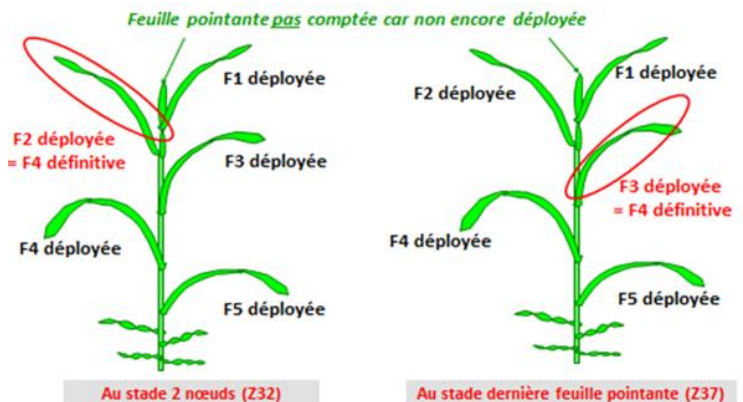 Feuille pointante pas comptée car non encore déployée
F1 déployée
F2 déployée
= F4 définitive
F3 déployée
F4 déployée
F5 déployée
Au stade 2 nœuds (Z32)
F1 déployée
F2 déployée
F3 déployée
= F4 définitive
F4 déployée
F5 déployée
Au stade dernière feuille pointante (Z37)